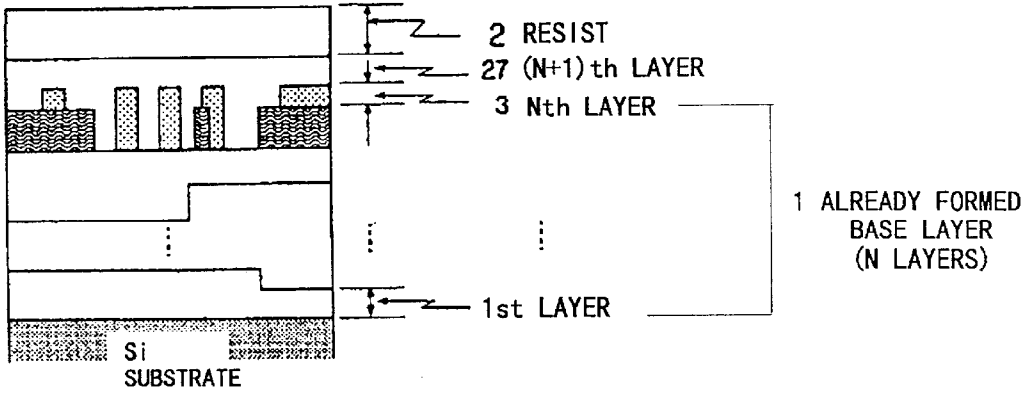 2 RESIST
27 (N+1)th LAYER
3 Nth LAYER
1 ALREADY FORMED
BASE LAYER
(N LAYERS)
1st LAYER
Si
SUBSTRATE